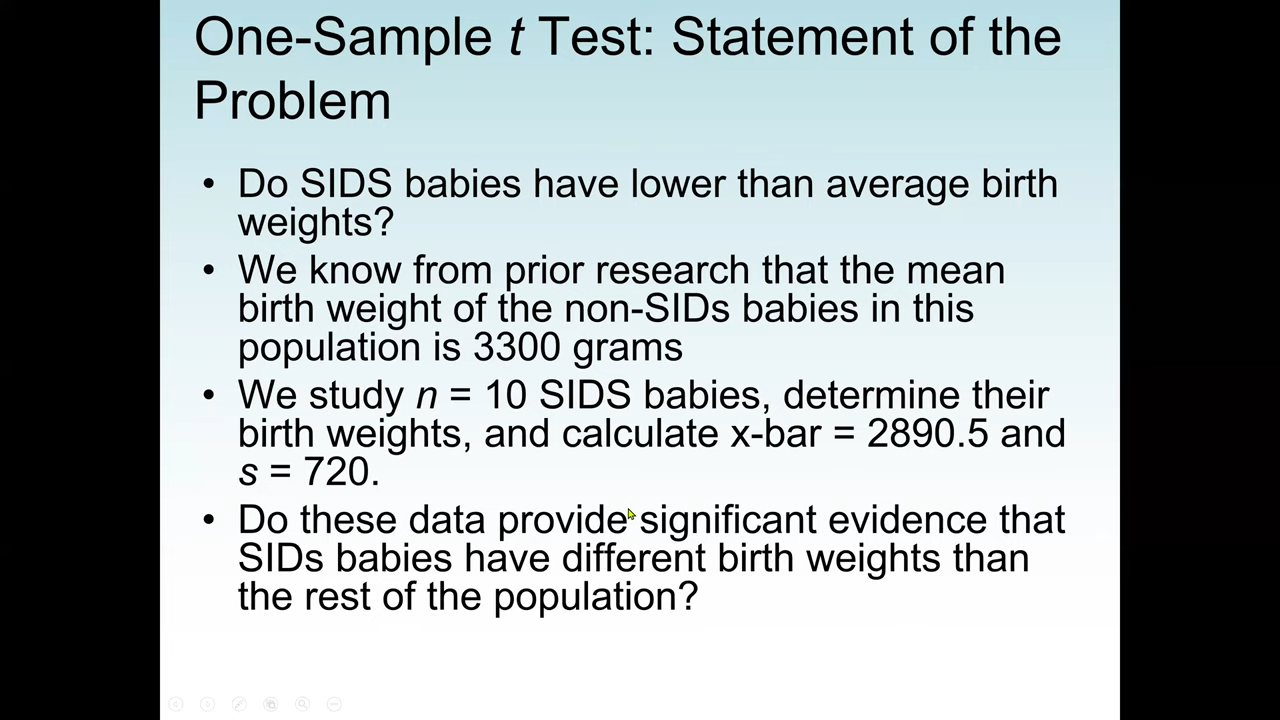 One-Sample t Test: Statement of the
Problem
• Do SIDS babies have lower than average birth
weights?
• We know from prior research that the mean
birth weight of the non-SIDs babies in this
population is 3300 grams
• We study n = 10 SIDS babies, determine their
birth weights, and calculate x-bar = 2890.5 and
s = 720.
• Do these data provide significant evidence that
SIDs babies have different birth weights than
the rest of the population?